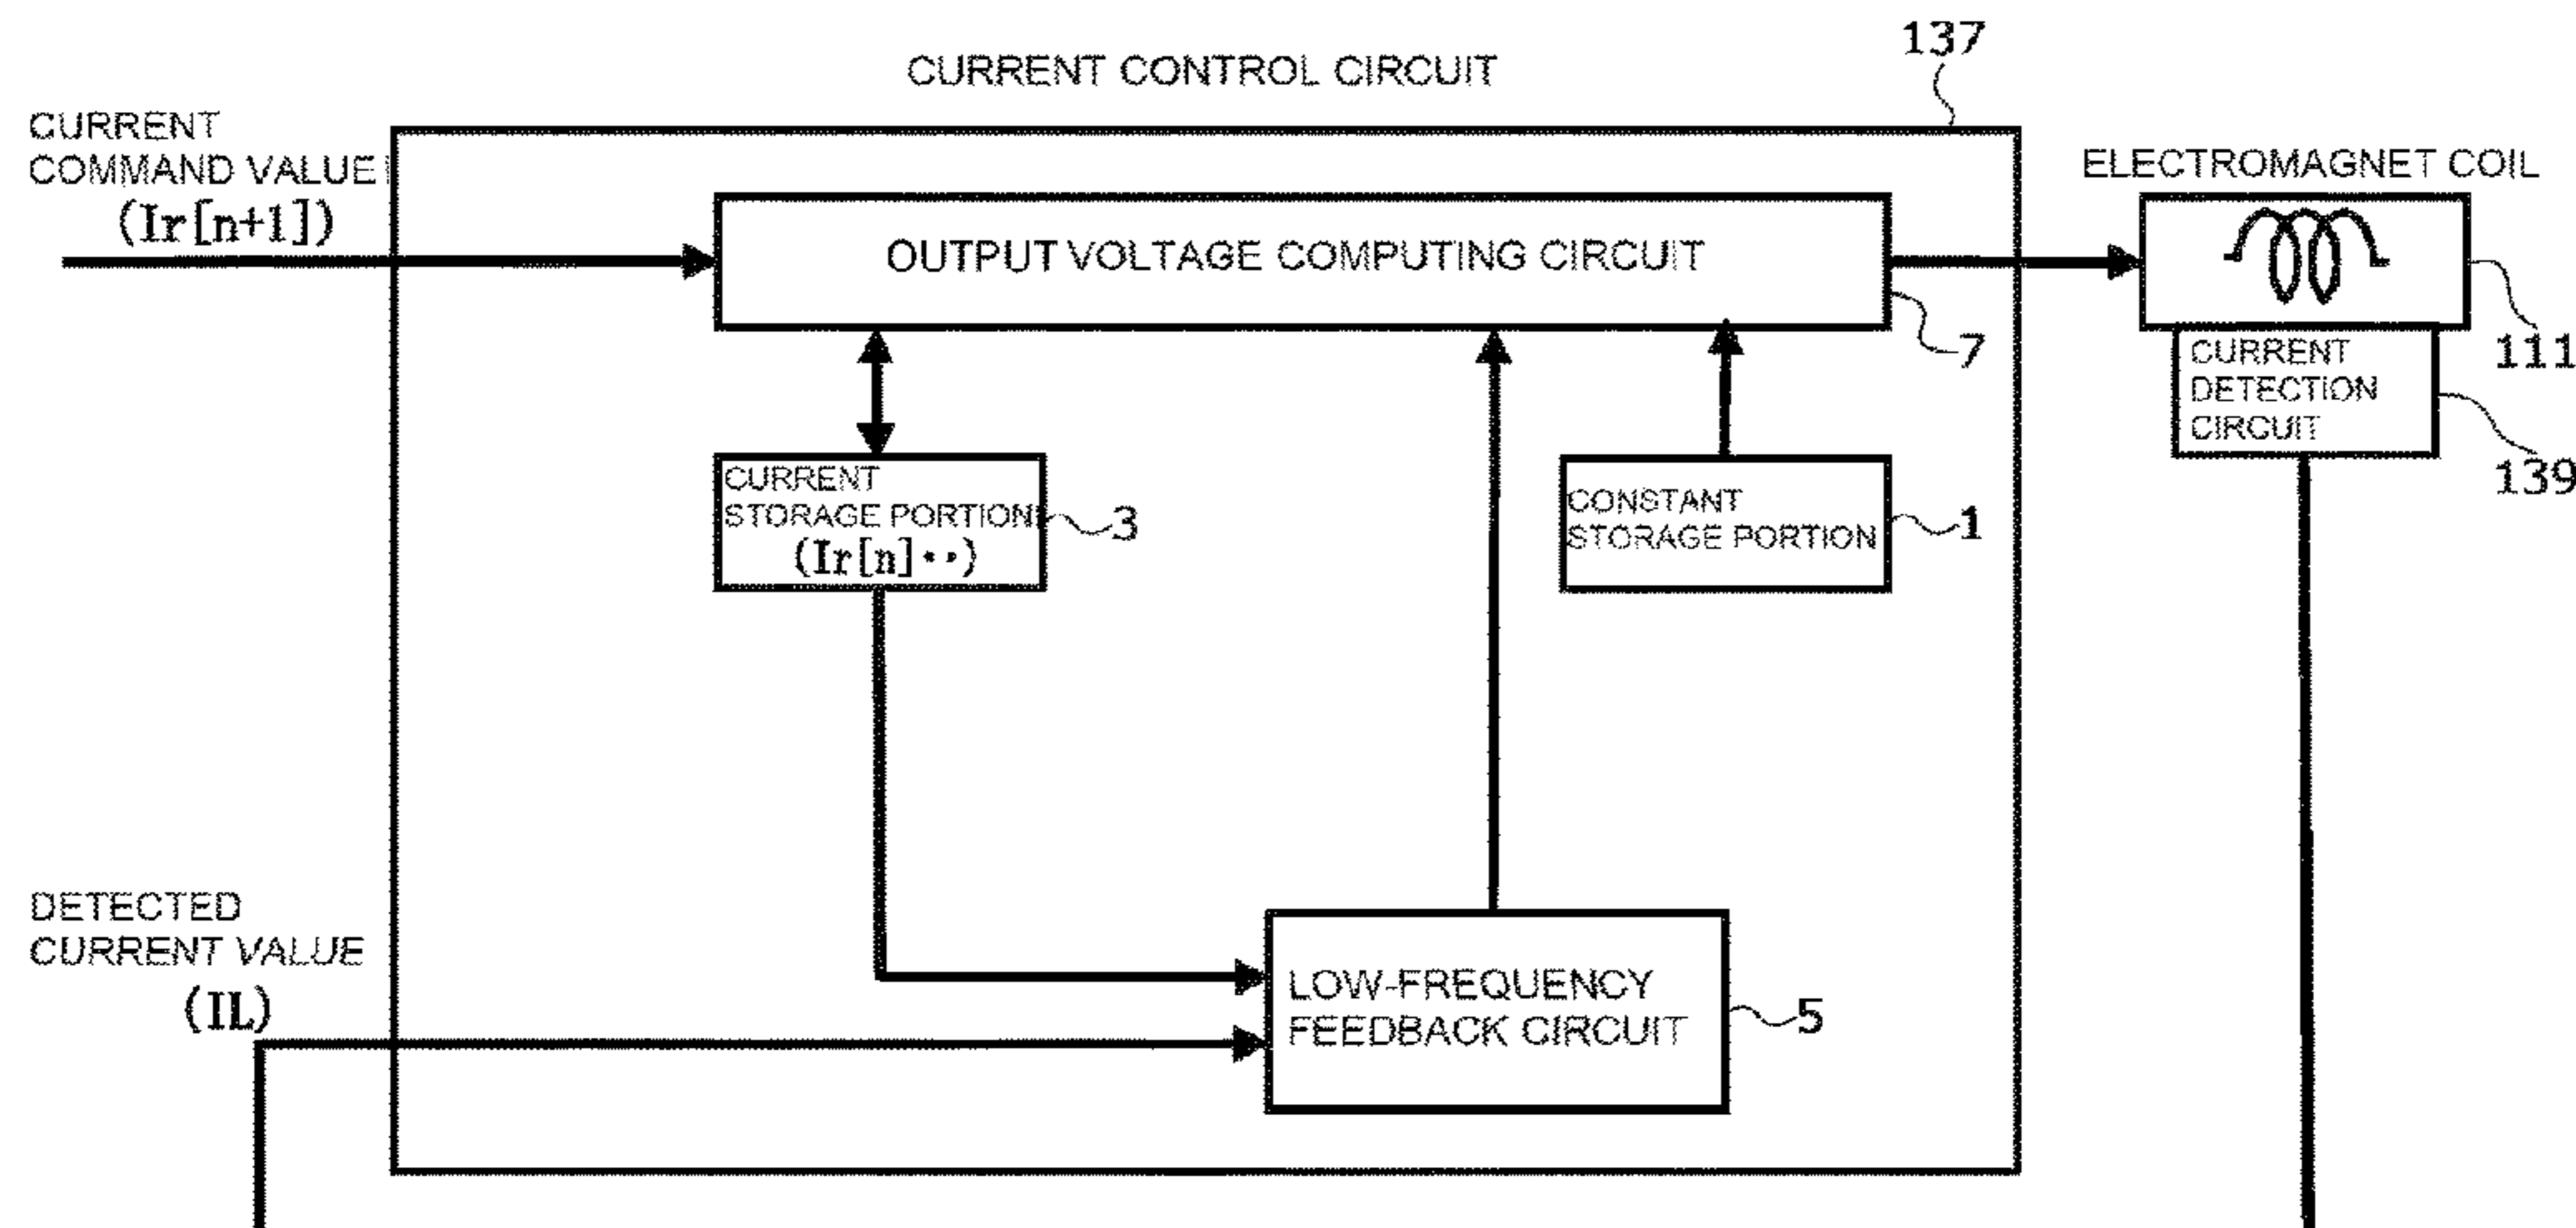 137
CURRENT CONTROL CIRCUIT
CURRENT
COMMAND VALUE
(Ir[n+1])
ELECTROMAGNET COIL
OUTPUT VOLTAGE COMPUTING CIRCUIT
7
111
CURRENT
DETECTION
CIRCUIT
139
CURRENT
STORAGE PORTION
(Ir[n]••)
3
CONSTANT
STORAGE PORTION
1
DETECTED
CURRENT VALUE
(IL)
LOW-FREQUENCY
FEEDBACK CIRCUIT
5